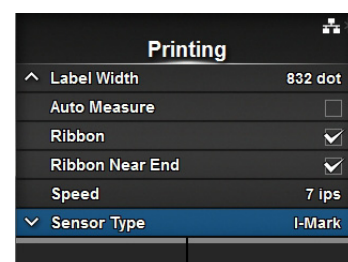 Printing
Label Width 832 dot
Auto Measure
Ribbon
Ribbon Near End
Speed 7 ips
Sensor Type I-Mark